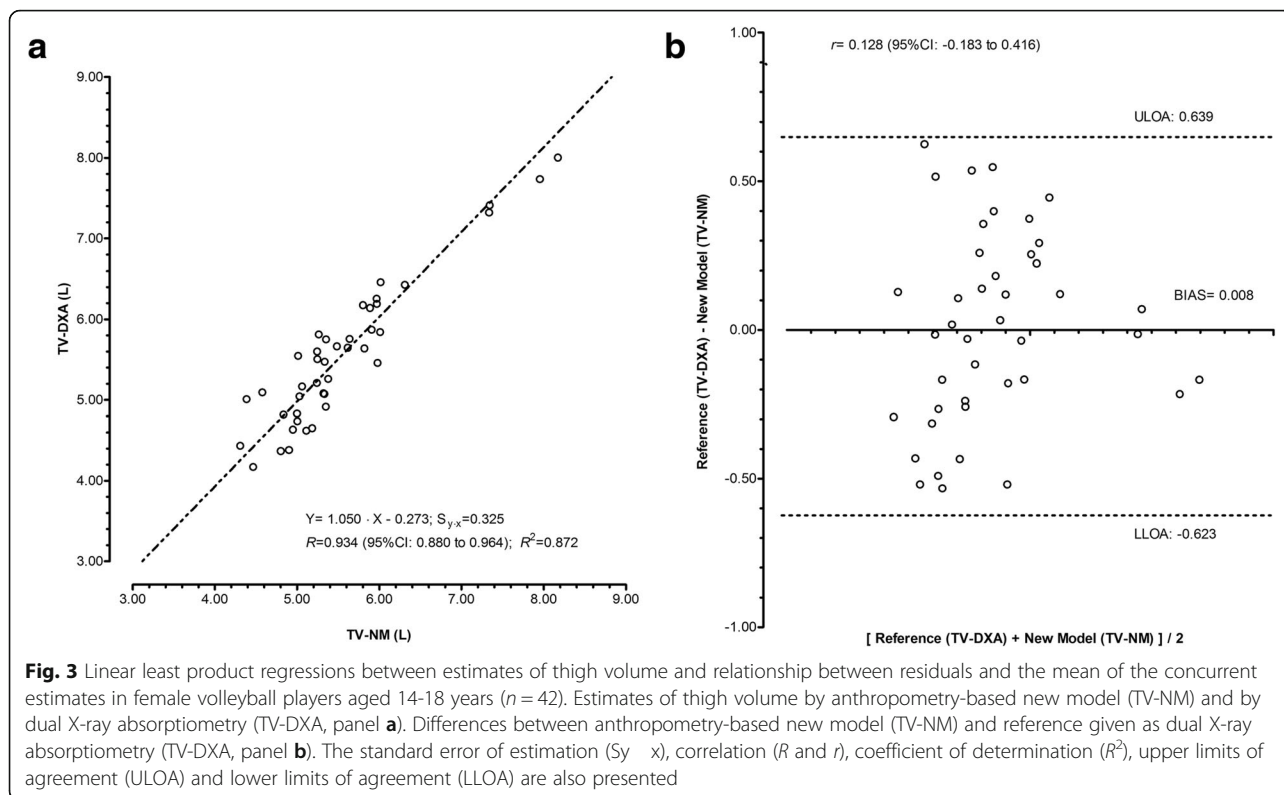 a
9.00
8.00
7.00
6.00
5.00
4.00
3.00
TV-DXA (L)
Y= 1.050 · X - 0.273; Sy·x=0.325
R=0.934 (95%CI: 0.880 to 0.964); R²=0.872
3.00 4.00 5.00 6.00 7.00 8.00 9.00
TV-NM (L)
b
1.00
0.50
0.00
-0.50
-1.00
Reference (TV-DXA) - New Model (TV-NM)
r= 0.128 (95%CI: -0.183 to 0.416)
ULOA: 0.639
BIAS= 0.008
LLOA: -0.623
[ Reference (TV-DXA) + New Model (TV-NM) ] / 2
Fig. 3 Linear least product regressions between estimates of thigh volume and relationship between residuals and the mean of the concurrent
estimates in female volleyball players aged 14-18 years (n = 42). Estimates of thigh volume by anthropometry-based new model (TV-NM) and by
dual X-ray absorptiometry (TV-DXA, panel a). Differences between anthropometry-based new model (TV-NM) and reference given as dual X-ray
absorptiometry (TV-DXA, panel b). The standard error of estimation (Sy x), correlation (R and r), coefficient of determination (R²), upper limits of
agreement (ULOA) and lower limits of agreement (LLOA) are also presented